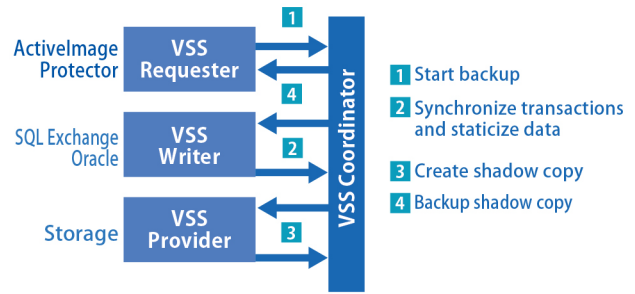 ActiveImage
Protector
VSS
Requester
1
4
SQL Exchange
Oracle
VSS
Writer
2
Storage
VSS
Provider
3
VSS Coordinator
1 Start backup
2 Synchronize transactions
and staticize data
3 Create shadow copy
4 Backup shadow copy